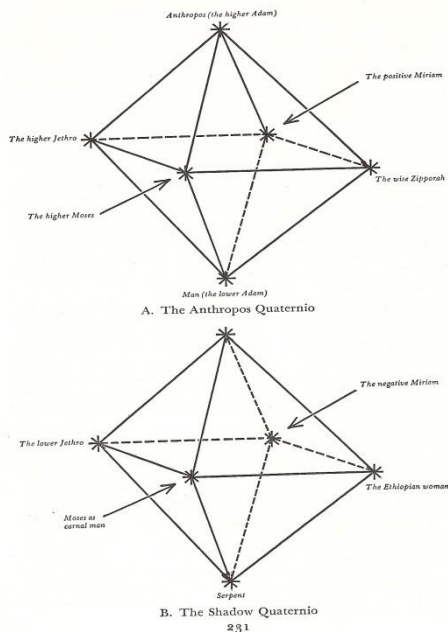 Anthropos (the higher Adam)
The positive Miriam
The higher Jethro
The wise Zipporah
The higher Moses
Man (the lower Adam)
A. The Anthropos Quaternio
The negative Miriam
The lower Jethro
The Ethiopian woman
Moses as
carnal man
Serpent
B. The Shadow Quaternio
231